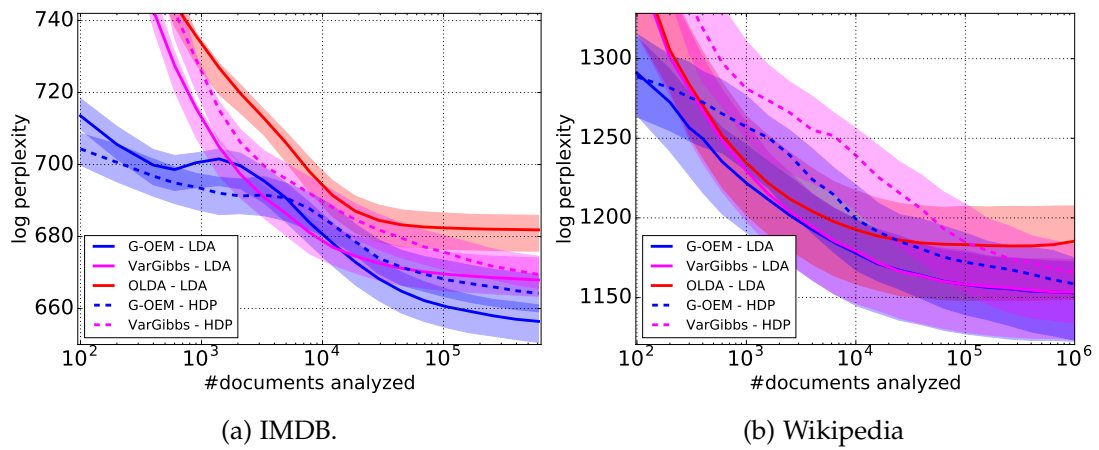 740
720
700
680
660
log perplexity
G-OEM - LDA
VarGibbs - LDA
OLDA - LDA
G-OEM - HDP
VarGibbs - HDP
10^2 10^3 10^4 10^5
#documents analyzed
(a) IMDB.
1300
1250
1200
1150
log perplexity
G-OEM - LDA
VarGibbs - LDA
OLDA - LDA
G-OEM - HDP
VarGibbs - HDP
10^2 10^3 10^4 10^5 10^6
#documents analyzed
(b) Wikipedia